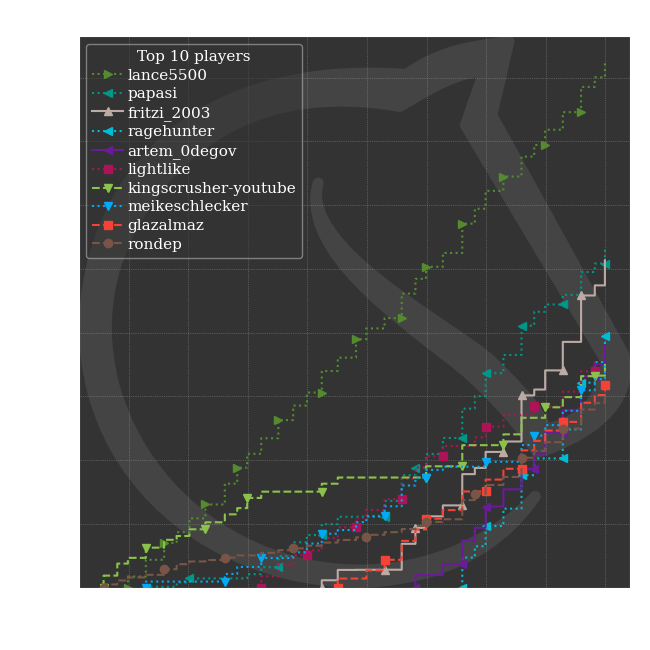 Top 10 players
lance5500
papasi
fritzi_2003
ragehunter
artem_0degov
lightlike
kingscrusher-youtube
meikeschlecker
glazalmaz
rondep